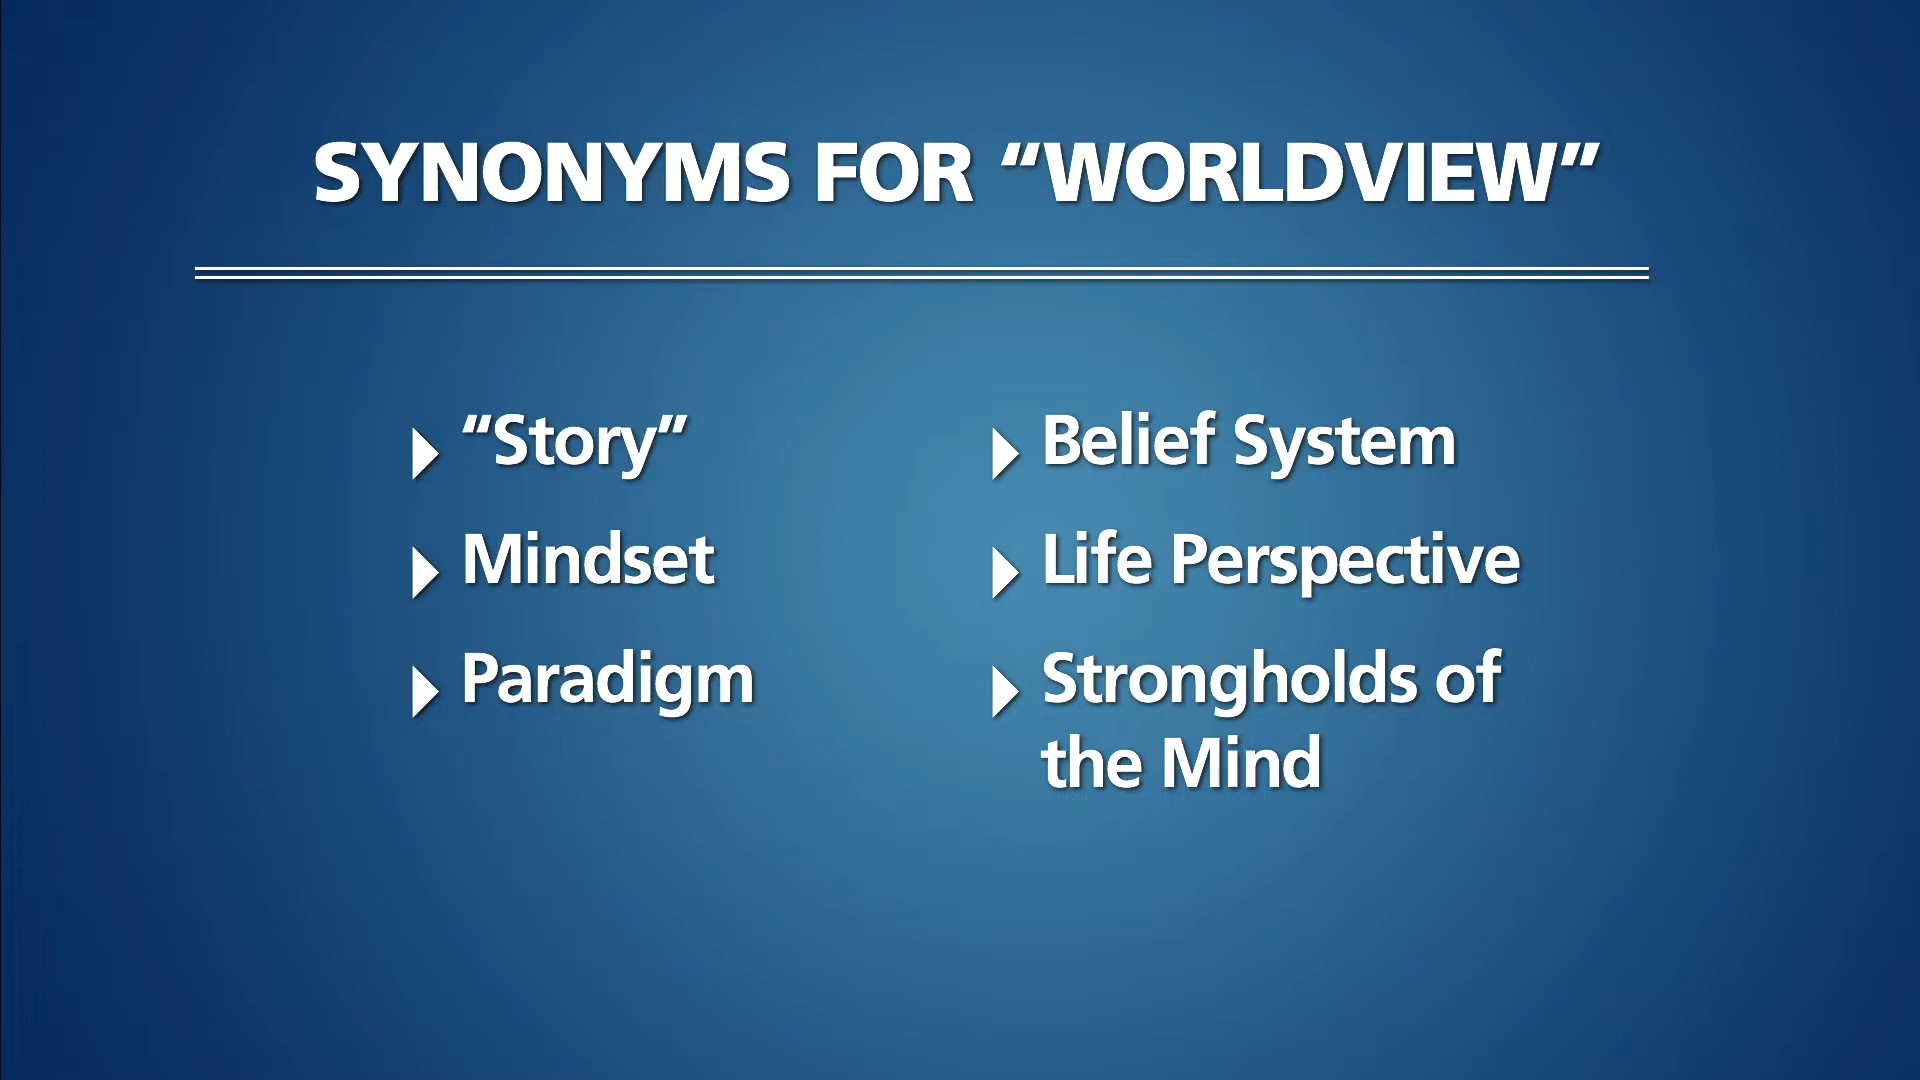 SYNONYMS FOR “WORLDVIEW”
“Story”
Mindset
Paradigm
Belief System
Life Perspective
Strongholds of
the Mind